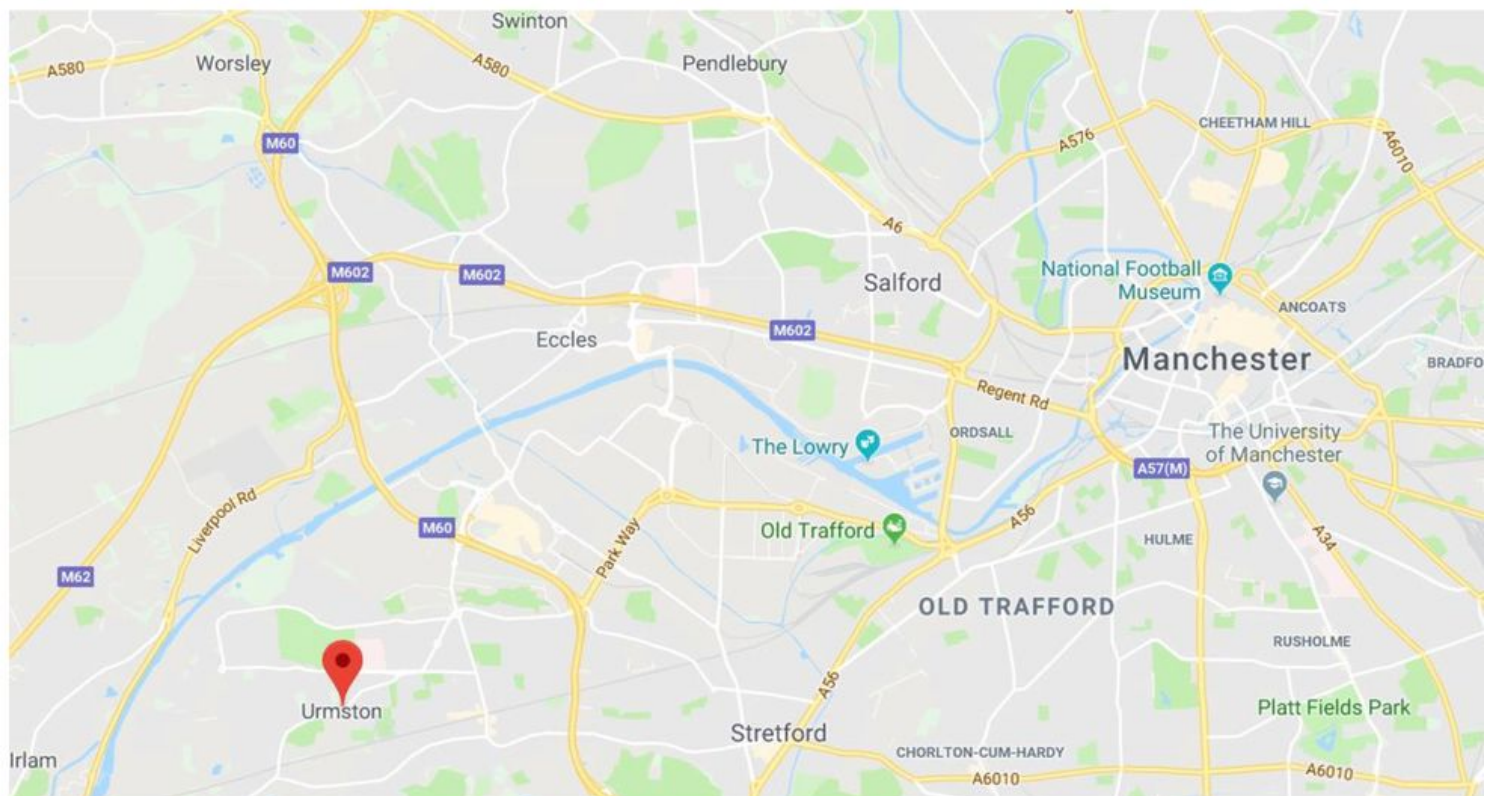 Swinton
A580
Worsley
A580
Pendlebury
M60
CHEETHAM HILL
A576
A6010
A6
M602
M602
Salford
National Football
Museum
ANCOATS
M602
Eccles
Manchester
BRADFO
Regent Rd
ORDSALL
The Lowry
The University
of Manchester
A57(M)
Liverpool Rd
M60
Park Way
Old Trafford
A56
A34
HULME
M62
OLD TRAFFORD
RUSHOLME
A56
Urmston
Platt Fields Park
Stretford
Irlam
CHORLTON-CUM-HARDY
A6010
A6010